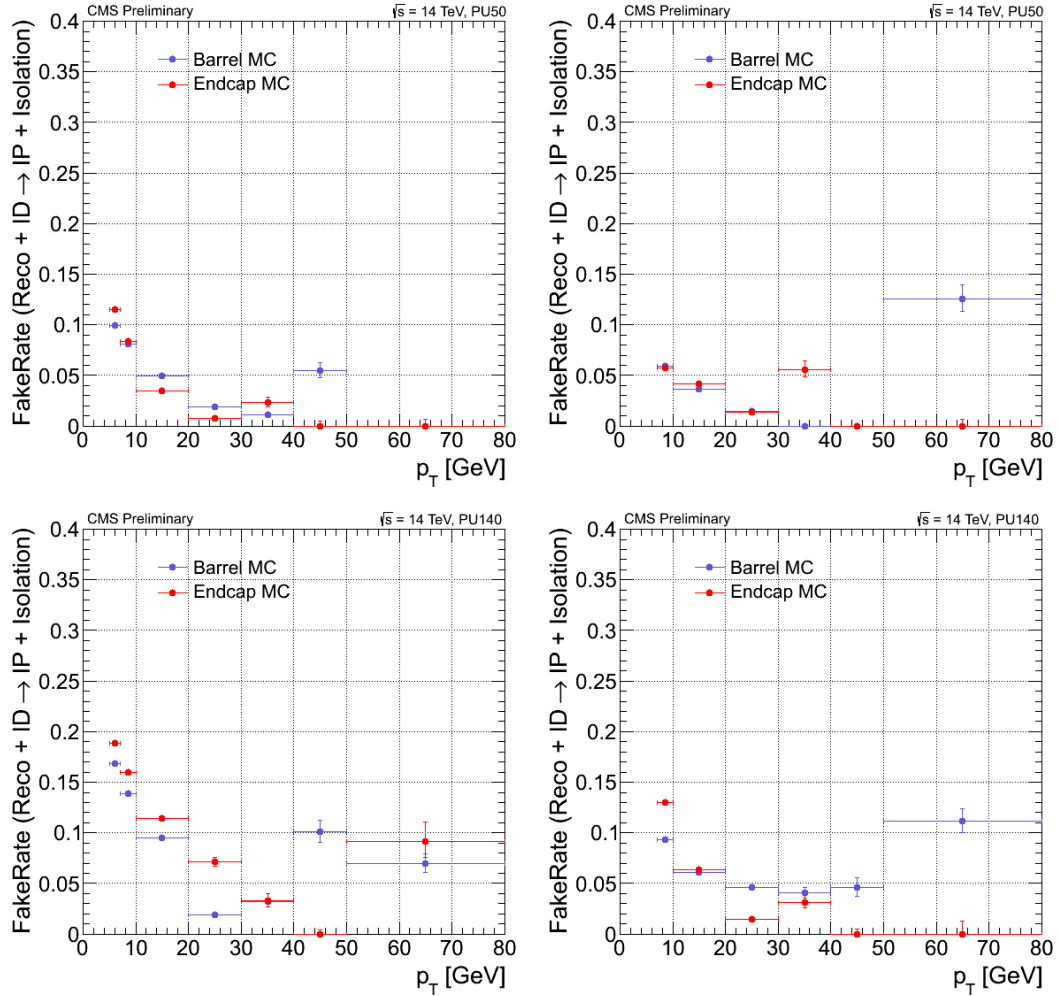 CMS Preliminary √s = 14 TeV, PU50
FakeRate (Reco + ID → IP + Isolation)
0.4
0.35
0.3
0.25
0.2
0.15
0.1
0.05
0
Barrel MC
Endcap MC
0 10 20 30 40 50 60 70 80
p_T [GeV]
CMS Preliminary √s = 14 TeV, PU50
FakeRate (Reco + ID → IP + Isolation)
0.4
0.35
0.3
0.25
0.2
0.15
0.1
0.05
0
Barrel MC
Endcap MC
0 10 20 30 40 50 60 70 80
p_T [GeV]
CMS Preliminary √s = 14 TeV, PU140
FakeRate (Reco + ID → IP + Isolation)
0.4
0.35
0.3
0.25
0.2
0.15
0.1
0.05
0
Barrel MC
Endcap MC
0 10 20 30 40 50 60 70 80
p_T [GeV]
CMS Preliminary √s = 14 TeV, PU140
FakeRate (Reco + ID → IP + Isolation)
0.4
0.35
0.3
0.25
0.2
0.15
0.1
0.05
0
Barrel MC
Endcap MC
0 10 20 30 40 50 60 70 80
p_T [GeV]